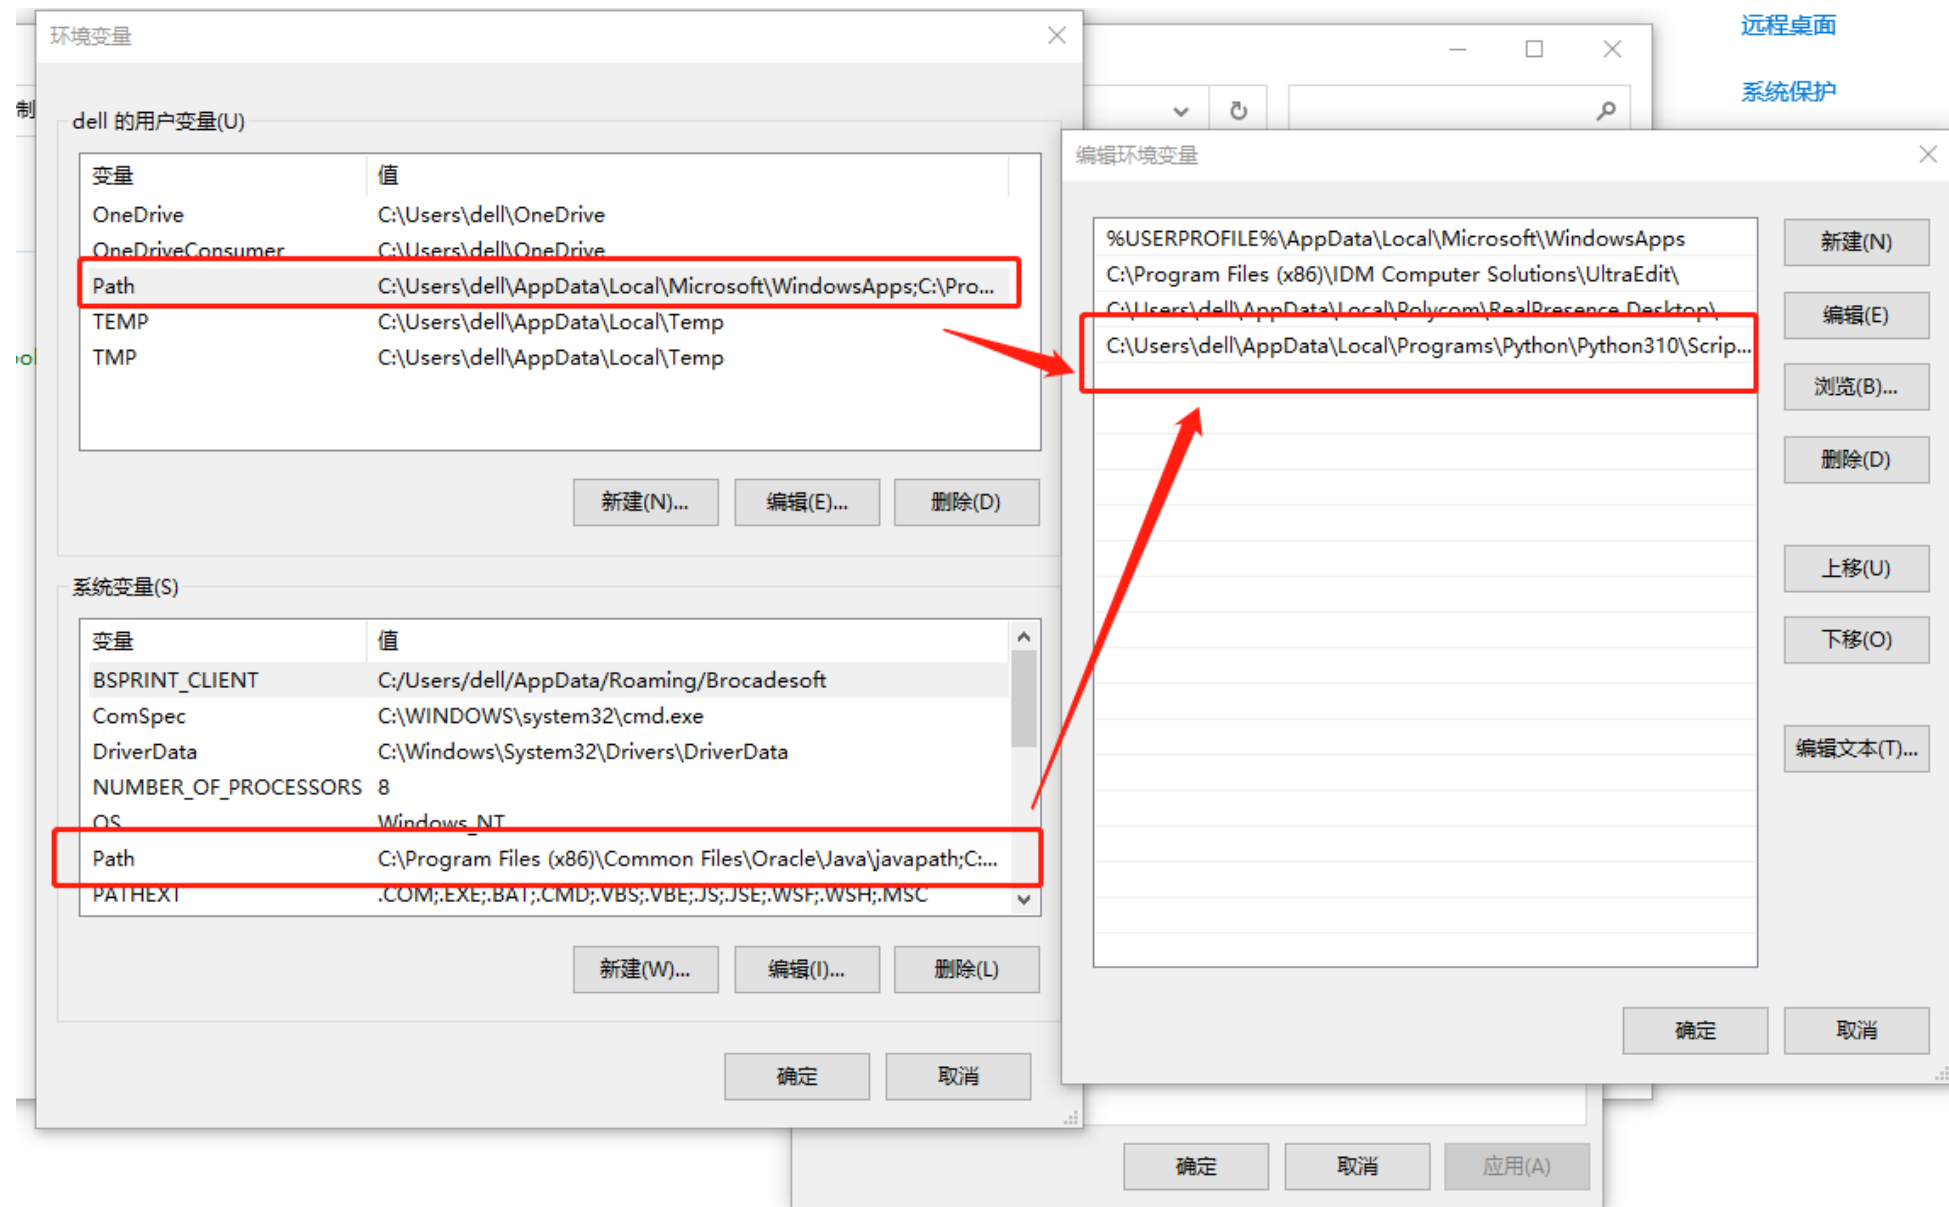 环境变量
dell 的用户变量(U)
变量 值
OneDrive C:\Users\dell\OneDrive
OneDriveConsumer C:\Users\dell\OneDrive
Path C:\Users\dell\AppData\Local\Microsoft\WindowsApps;C:\Pro...
TEMP C:\Users\dell\AppData\Local\Temp
TMP C:\Users\dell\AppData\Local\Temp
新建(N)... 编辑(E)... 删除(D)
系统变量(S)
变量 值
BSPRINT_CLIENT C:/Users/dell/AppData/Roaming/Brocadesoft
ComSpec C:\WINDOWS\system32\cmd.exe
DriverData C:\Windows\System32\Drivers\DriverData
NUMBER_OF_PROCESSORS 8
OS Windows_NT
Path C:\Program Files (x86)\Common Files\Oracle\Java\javapath;C:...
PATHEXT .COM;.EXE;.BAT;.CMD;.VBS;.VBE;.JS;.JSE;.WSF;.WSH;.MSC
新建(W)... 编辑(I)... 删除(L)
确定 取消
制
远程桌面
系统保护
编辑环境变量
%USERPROFILE%\AppData\Local\Microsoft\WindowsApps
C:\Program Files (x86)\IDM Computer Solutions\UltraEdit\
C:\Users\dell\AppData\Local\Polycom\RealPresence Desktop\
C:\Users\dell\AppData\Local\Programs\Python\Python310\Scrip...
新建(N)
编辑(E)
浏览(B)...
删除(D)
上移(U)
下移(O)
编辑文本(T)...
确定 取消
确定 取消 应用(A)